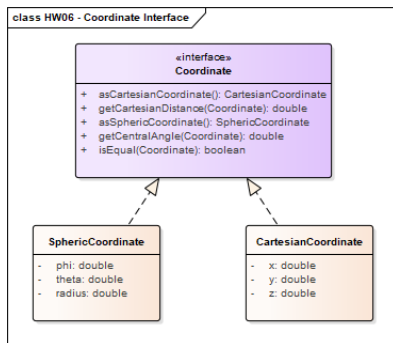 class HW06 - Coordinate Interface
«interface»
Coordinate
+ asCartesianCoordinate(): CartesianCoordinate
+ getCartesianDistance(Coordinate): double
+ asSphericCoordinate(): SphericCoordinate
+ getCentralAngle(Coordinate): double
+ isEqual(Coordinate): boolean
SphericCoordinate
- phi: double
- theta: double
- radius: double
CartesianCoordinate
- x: double
- y: double
- z: double